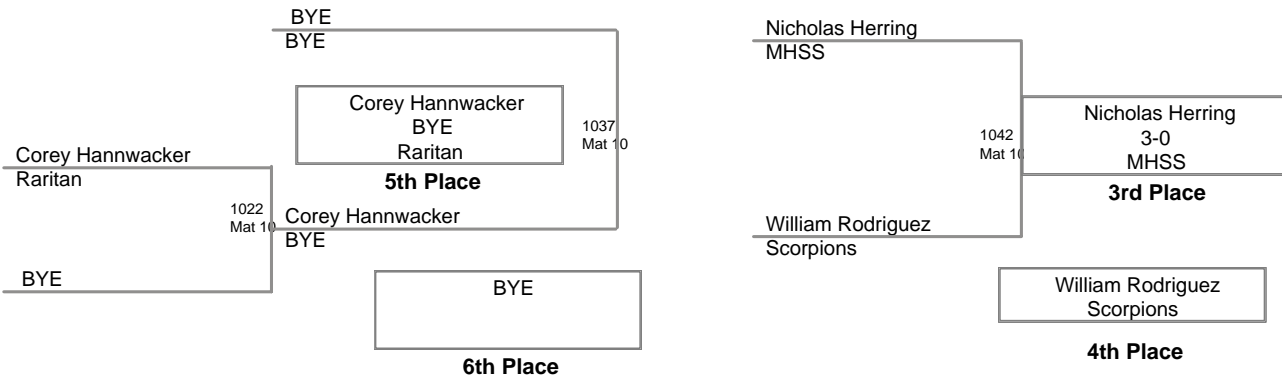 BYE
BYE
Corey Hannwacker
BYE
Raritan
5th Place
1037
Mat 10
Corey Hannwacker
Raritan
1022
Mat 10
Corey Hannwacker
BYE
BYE
BYE
6th Place
Nicholas Herring
MHSS
1042
Mat 10
Nicholas Herring
3-0
MHSS
3rd Place
William Rodriguez
Scorpions
William Rodriguez
Scorpions
4th Place